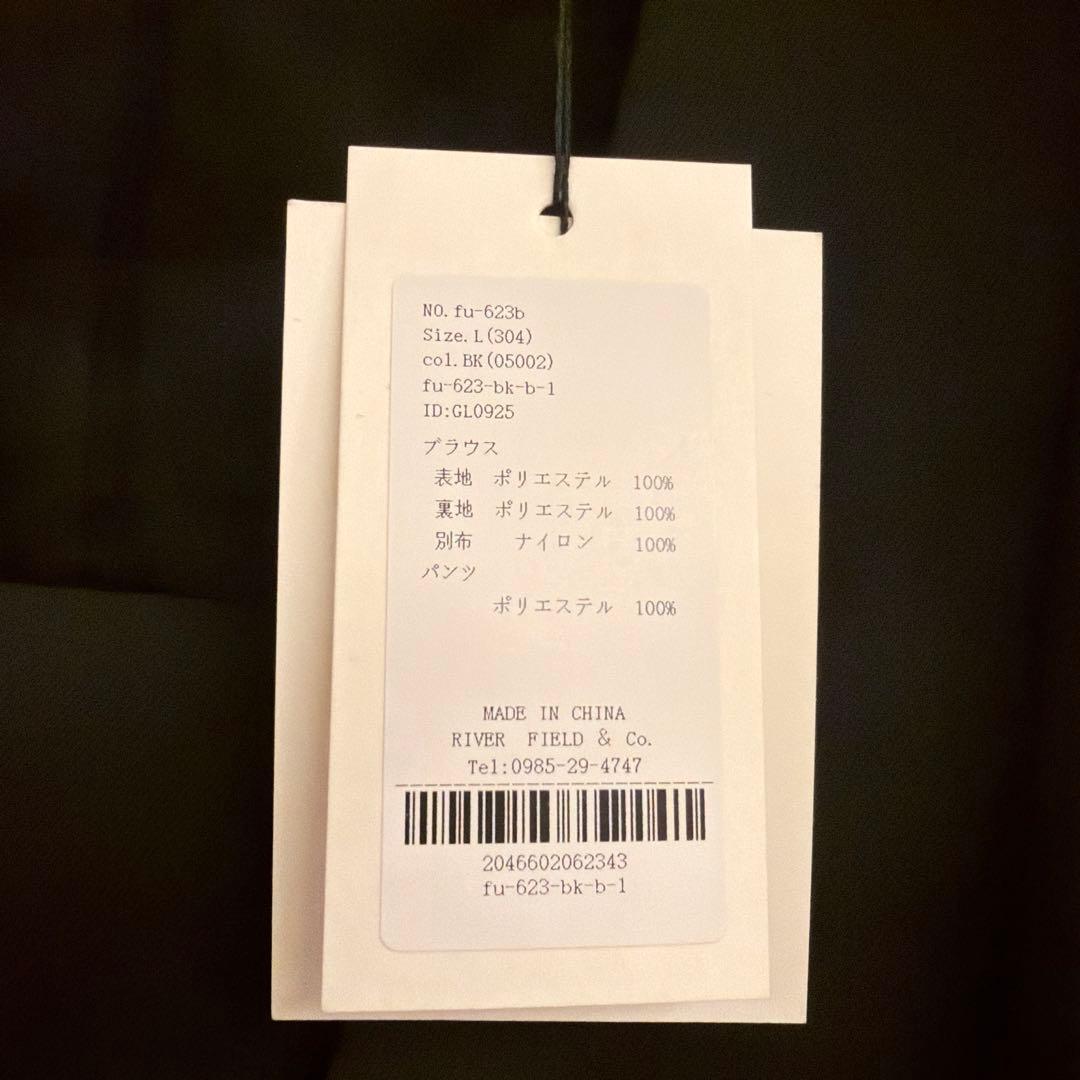 NO.fu-623b
Size.L(304)
col.BK(05002)
fu-623-bk-b-1
ID:GL0925
ブラウス
表地 ポリエステル 100%
裏地 ポリエステル 100%
別布 ナイロン 100%
パンツ
ポリエステル 100%
MADE IN CHINA
RIVER FIELD & Co.
Tel:0985-29-4747
2046602062343
fu-623-bk-b-1